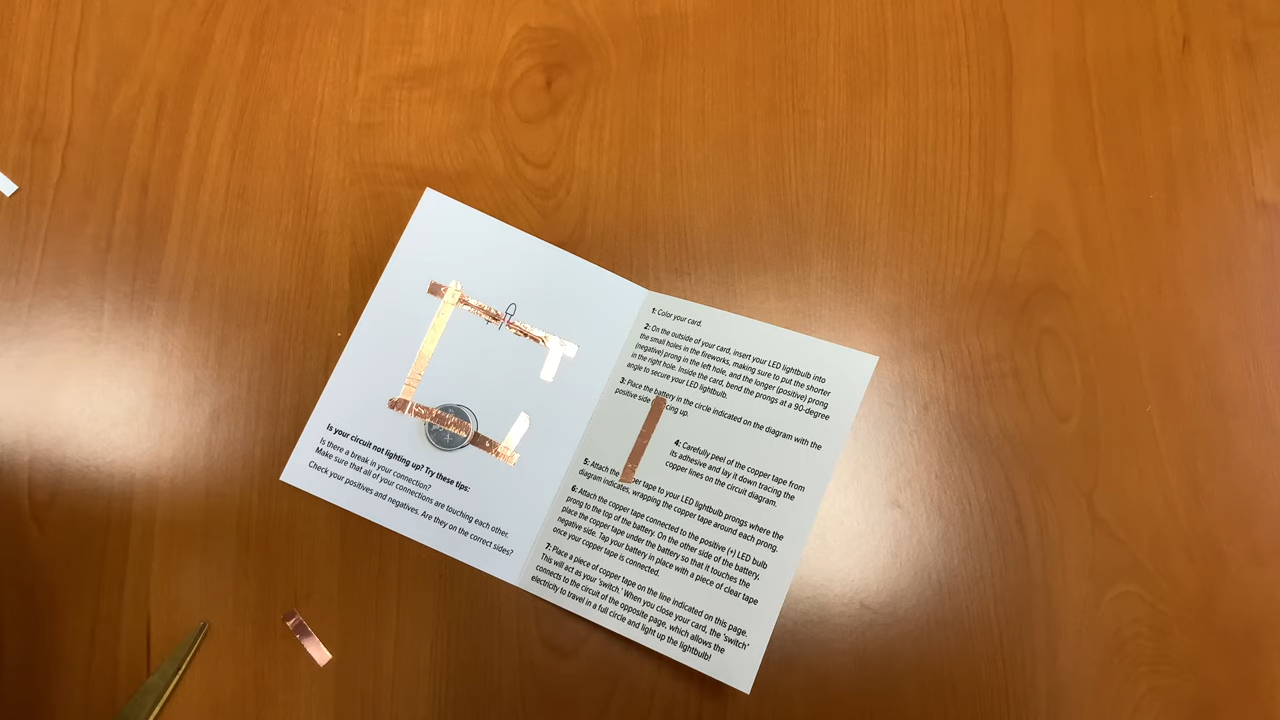 Is your circuit not lighting up? Try these tips:
Is there a break in your connection?
Make sure that all of your connections are touching each other.
Check your positives and negatives. Are they on the correct sides?
1: Color your card.
2: On the outside of your card, insert your LED lightbulb into
the small holes in the fireworks, making sure to put the shorter
(negative) prong in the left hole, and the longer (positive) prong
in the right hole. Inside the card, bend the prongs at a 90-degree
angle to secure your LED lightbulb.
3: Place the battery in the circle indicated on the diagram with the
positive side cing up.
4: Carefully peel of the copper tape from
its adhesive and lay it down tracing the
copper lines on the circuit diagram.
5: Attach the per tape to your LED lightbulb prongs where the
diagram indicates, wrapping the copper tape around each prong.
6: Attach the copper tape connected to the positive (+) LED bulb
prong to the top of the battery. On the other side of the battery,
place the copper tape under the battery so that it touches the
negative side. Tap your battery in place with a piece of clear tape
once your copper tape is connected.
7: Place a piece of copper tape on the line indicated on this page.
This will act as your 'switch.' When you close your card, the 'switch'
connects to the circuit of the opposite page, which allows the
electricity to travel in a full circle and light up the lightbulb!